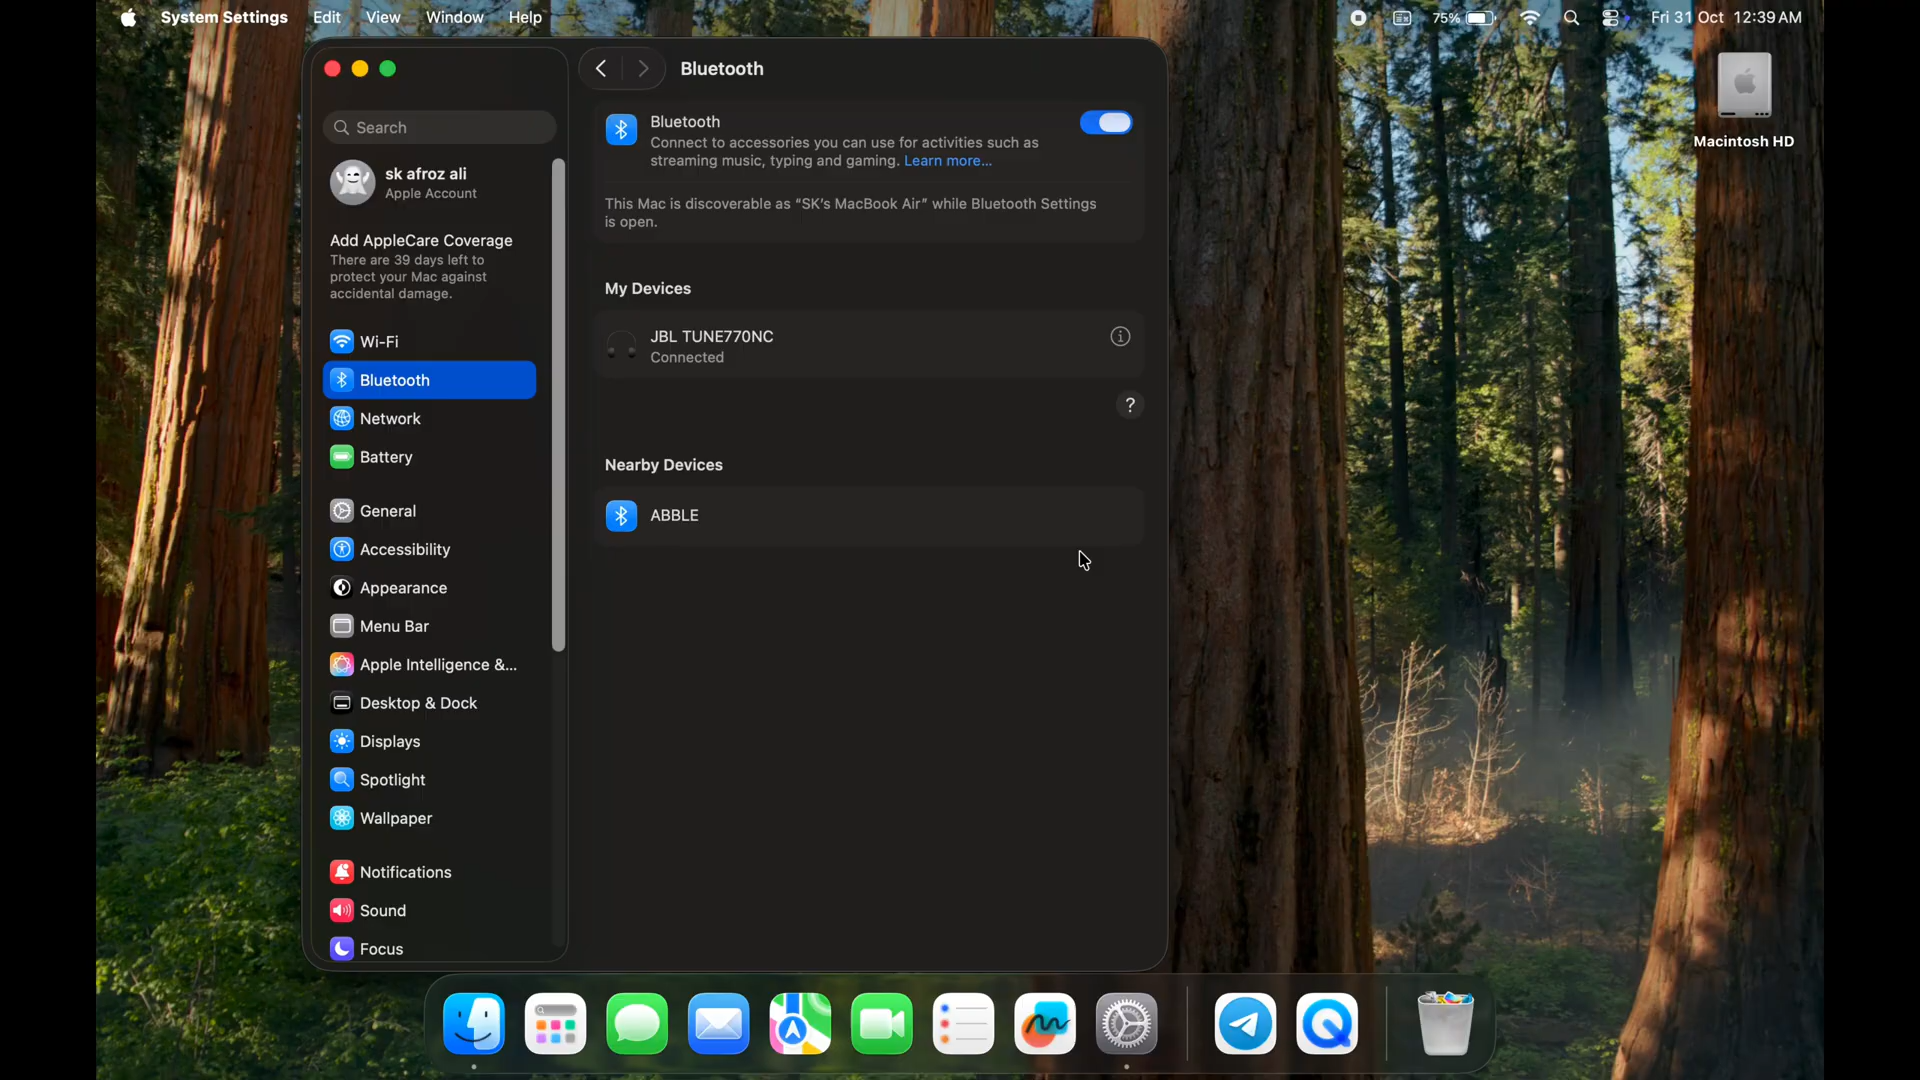 System Settings Edit View Window Help
75% Fri 31 Oct 12:39 AM
Macintosh HD
Search
sk afroz ali
Apple Account
Add AppleCare Coverage
There are 39 days left to
protect your Mac against
accidental damage.
Wi-Fi
Bluetooth
Network
Battery
General
Accessibility
Appearance
Menu Bar
Apple Intelligence &...
Desktop & Dock
Displays
Spotlight
Wallpaper
Notifications
Sound
Focus
Bluetooth
Bluetooth
Connect to accessories you can use for activities such as
streaming music, typing and gaming. Learn more...
This Mac is discoverable as “SK’s MacBook Air” while Bluetooth Settings
is open.
My Devices
JBL TUNE770NC
Connected
?
Nearby Devices
ABBLE